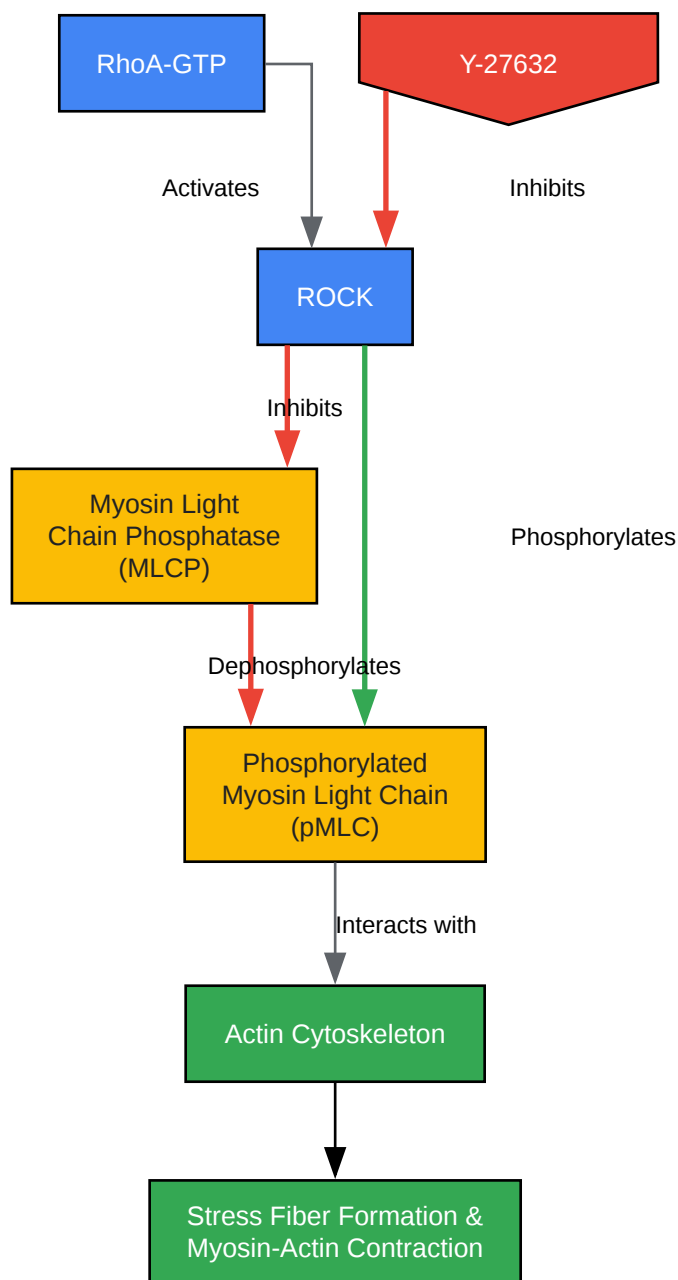 RhoA-GTP
Y-27632
Activates
Inhibits
ROCK
Inhibits
Myosin Light
Chain Phosphatase
(MLCP)
Phosphorylates
Dephosphorylates
Phosphorylated
Myosin Light Chain
(pMLC)
Interacts with
Actin Cytoskeleton
Stress Fiber Formation &
Myosin-Actin Contraction